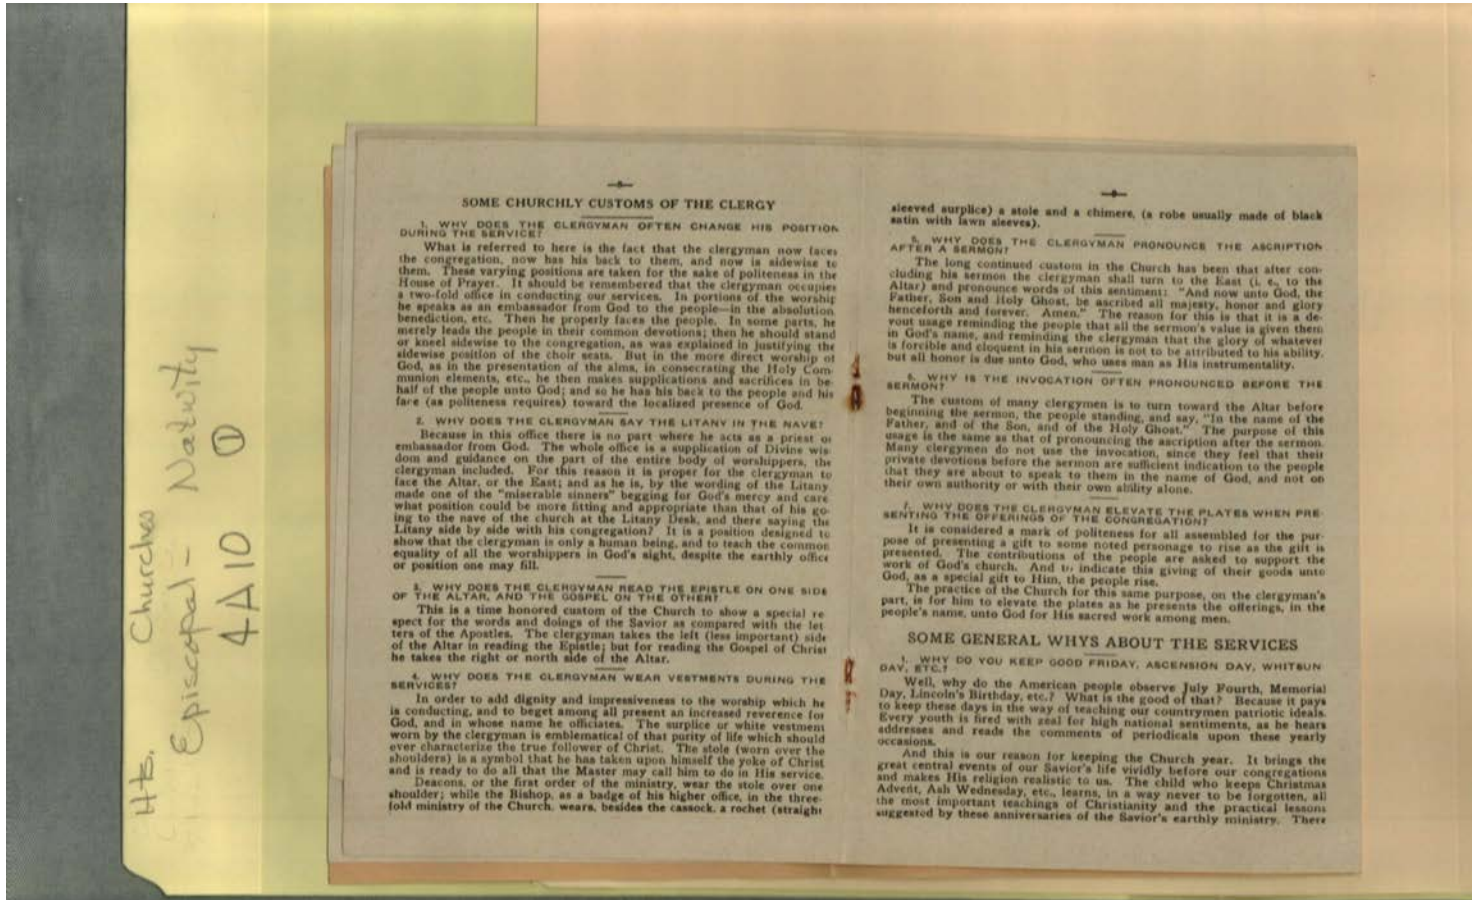 Hb. Churches
Episcopal - Nativity
4A10 ①
SOME CHURCHLY CUSTOMS OF THE CLERGY
1. WHY DOES THE CLERGYMAN OFTEN CHANGE HIS POSITION
DURING THE SERVICE?
What is referred to here is the fact that the clergyman now faces
the congregation, now has his back to them, and now is sidewise to
them. These varying positions are taken for the sake of politeness in the
House of Prayer. It should be remembered that the clergyman occupies
a two-fold office in conducting our services. In portions of the worship
he speaks as an embassador from God to the people—in the absolution
benediction, etc. Then he properly faces the people. In some parts, he
merely leads the people in their common devotions; then he should stand
or kneel sidewise to the congregation, as was explained in justifying the
sidewise position of the choir seats. But in the more direct worship of
God, as in the presentation of the alms, in consecrating the Holy Com-
munion elements, etc., he then makes supplications and sacrifices in be-
half of the people unto God; and so he has his back to the people and his
face (as politeness requires) toward the localized presence of God.
2. WHY DOES THE CLERGYMAN SAY THE LITANY IN THE NAVE?
Because in this office there is no part where he acts as a priest or
embassador from God. The whole office is a supplication of Divine wis-
dom and guidance on the part of the entire body of worshippers, the
clergyman included. For this reason it is proper for the clergyman to
face the Altar, or the East; and as he is, by the wording of the Litany
made one of the "miserable sinners" begging for God's mercy and care
what position could be more fitting and appropriate than that of his go-
ing to the nave of the church at the Litany Desk, and there saying the
Litany side by side with his congregation? It is a position designed to
show that the clergyman is only a human being, and to teach the common
equality of all the worshippers in God's sight, despite the earthly office
or position one may fill.
3. WHY DOES THE CLERGYMAN READ THE EPISTLE ON ONE SIDE
OF THE ALTAR, AND THE GOSPEL ON THE OTHER?
This is a time honored custom of the Church to show a special re-
spect for the words and doings of the Savior as compared with the let-
ters of the Apostles. The clergyman takes the left (less important) side
of the Altar in reading the Epistle; but for reading the Gospel of Christ
he takes the right or north side of the Altar.
4. WHY DOES THE CLERGYMAN WEAR VESTMENTS DURING THE
SERVICES?
In order to add dignity and impressiveness to the worship which he
is conducting, and to beget among all present an increased reverence for
God, and in whose name he officiates. The surplice or white vestment
worn by the clergyman is emblematical of that purity of life which should
ever characterize the true follower of Christ. The stole (worn over the
shoulders) is a symbol that he has taken upon himself the yoke of Christ
and is ready to do all that the Master may call him to do in His service.
Deacons, or the first order of the ministry, wear the stole over one
shoulder; while the Bishop, as a badge of his higher office, in the three-
fold ministry of the Church, wears, besides the cassock, a rochet (straight
sleeved surplice) a stole and a chimere, (a robe usually made of black
satin with lawn sleeves).
5. WHY DOES THE CLERGYMAN PRONOUNCE THE ASCRIPTION
AFTER A SERMON?
The long continued custom in the Church has been that after con-
cluding his sermon the clergyman shall turn to the East (i. e., to the
Altar) and pronounce words of this sentiment: "And now unto God, the
Father, Son and Holy Ghost, be ascribed all majesty, honor and glory
henceforth and forever. Amen." The reason for this is that it is a de-
vout usage reminding the people that all the sermon's value is given them
in God's name, and reminding the clergyman that the glory of whatever
is forcible and eloquent in his sermon is not to be attributed to his ability,
but all honor is due unto God, who uses man as His instrumentality.
6. WHY IS THE INVOCATION OFTEN PRONOUNCED BEFORE THE
SERMON?
The custom of many clergymen is to turn toward the Altar before
beginning the sermon, the people standing, and say, "In the name of the
Father, and of the Son, and of the Holy Ghost." The purpose of this
usage is the same as that of pronouncing the ascription after the sermon.
Many clergymen do not use the invocation, since they feel that their
private devotions before the sermon are sufficient indication to the people
that they are about to speak to them in the name of God, and not on
their own authority or with their own ability alone.
7. WHY DOES THE CLERGYMAN ELEVATE THE PLATES WHEN PRE-
SENTING THE OFFERINGS OF THE CONGREGATION?
It is considered a mark of politeness for all assembled for the pur-
pose of presenting a gift to some noted personage to rise as the gift is
presented. The contributions of the people are asked to support the
work of God's church. And to indicate this giving of their goods unto
God, as a special gift to Him, the people rise.
The practice of the Church for this same purpose, on the clergyman's
part, is for him to elevate the plates as he presents the offerings, in the
people's name, unto God for His sacred work among men.
SOME GENERAL WHYS ABOUT THE SERVICES
1. WHY DO YOU KEEP GOOD FRIDAY, ASCENSION DAY, WHITSUN
DAY, ETC.?
Well, why do the American people observe July Fourth, Memorial
Day, Lincoln's Birthday, etc.? What is the good of that? Because it pays
to keep these days in the way of teaching our countrymen patriotic ideals.
Every youth is fired with zeal for high national sentiments, as he hears
addresses and reads the comments of periodicals upon these yearly
occasions.
And this is our reason for keeping the Church year. It brings the
great central events of our Savior's life vividly before our congregations
and makes His religion realistic to us. The child who keeps Christmas
Advent, Ash Wednesday, etc., learns, in a way never to be forgotten, all
the most important teachings of Christianity and the practical lessons
suggested by these anniversaries of the Savior's earthly ministry. There